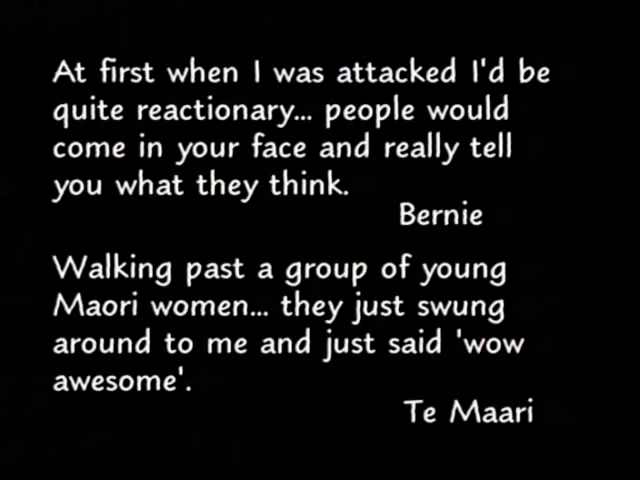 At first when I was attacked I'd be
quite reactionary... people would
come in your face and really tell
you what they think.
Bernie
Walking past a group of young
Maori women... they just swung
around to me and just said 'wow
awesome'.
Te Maari